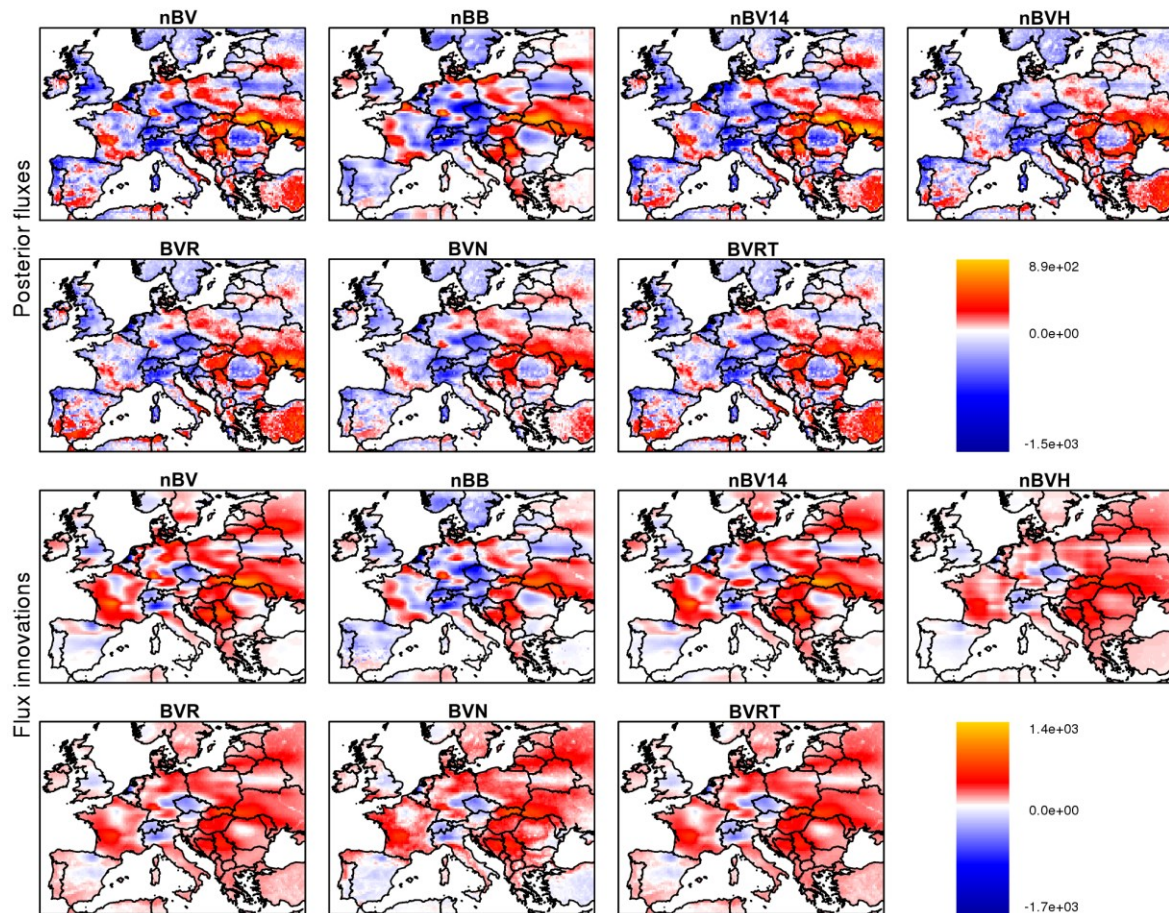 nBV nBB nBV14 nBVH
Posterior fluxes
BVR BVN BVRT
8.9e+02
0.0e+00
-1.5e+03
nBV nBB nBV14 nBVH
Flux innovations
BVR BVN BVRT
1.4e+03
0.0e+00
-1.7e+03